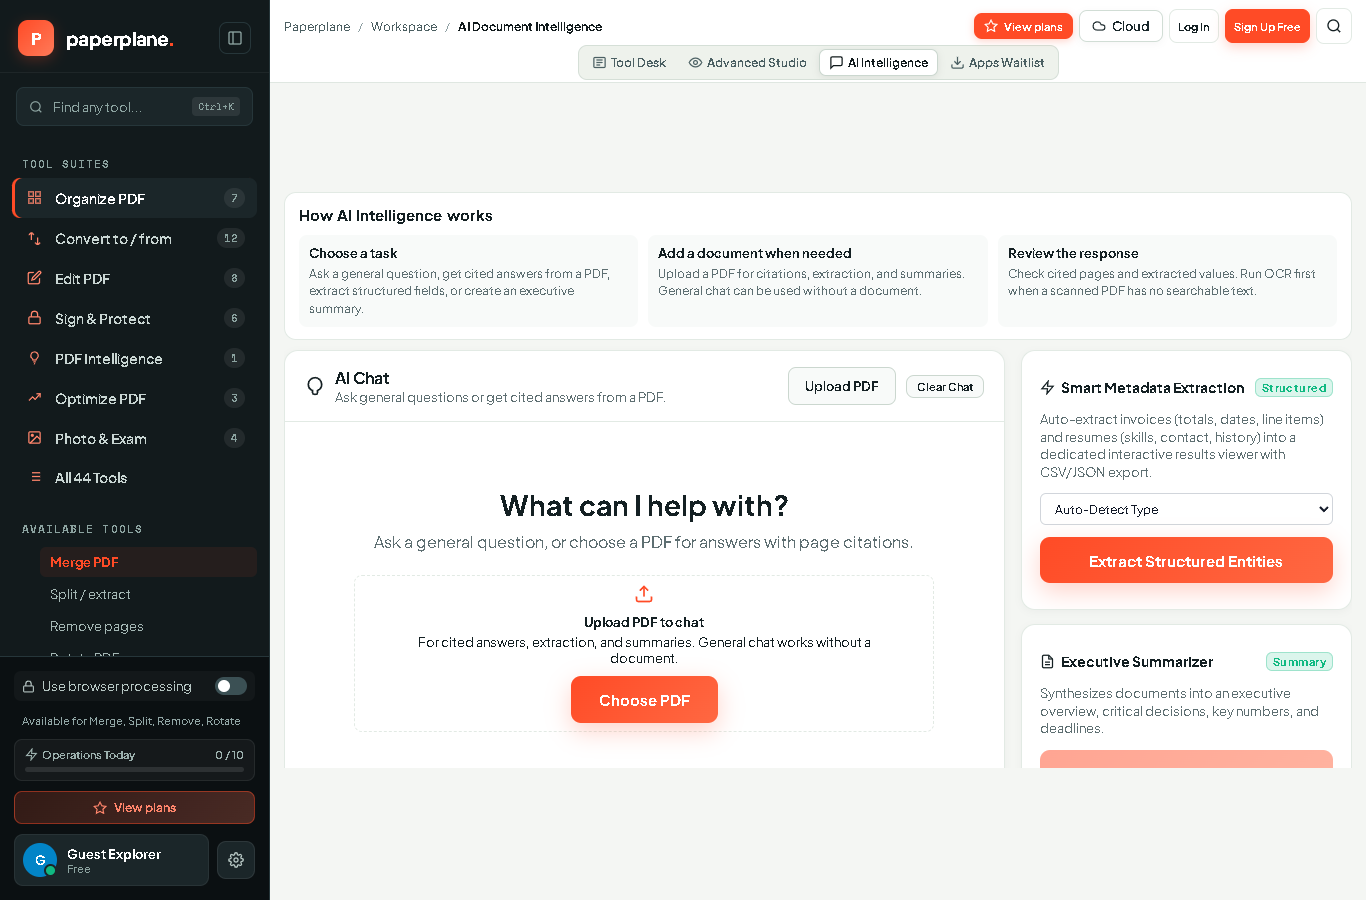 P
paperplane.
Find any tool...
Ctrl+K
TOOL SUITES
Organize PDF
7
Convert to / from
12
Edit PDF
8
Sign & Protect
6
PDF Intelligence
1
Optimize PDF
3
Photo & Exam
4
All 44 Tools
AVAILABLE TOOLS
Merge PDF
Split / extract
Remove pages
Rotate PDF
Use browser processing
Available for Merge, Split, Remove, Rotate
Operations Today
0 / 10
View plans
G
Guest Explorer
Free
Paperplane / Workspace / AI Document Intelligence
View plans
Cloud
Log In
Sign Up Free
Tool Desk
Advanced Studio
AI Intelligence
Apps Waitlist
How AI Intelligence works
Choose a task
Ask a general question, get cited answers from a PDF,
extract structured fields, or create an executive
summary.
Add a document when needed
Upload a PDF for citations, extraction, and summaries.
General chat can be used without a document.
Review the response
Check cited pages and extracted values. Run OCR first
when a scanned PDF has no searchable text.
AI Chat
Ask general questions or get cited answers from a PDF.
Upload PDF
Clear Chat
What can I help with?
Ask a general question, or choose a PDF for answers with page citations.
Upload PDF to chat
For cited answers, extraction, and summaries. General chat works without a
document.
Choose PDF
Smart Metadata Extraction
Structured
Auto-extract invoices (totals, dates, line items)
and resumes (skills, contact, history) into a
dedicated interactive results viewer with
CSV/JSON export.
Auto-Detect Type
Extract Structured Entities
Executive Summarizer
Summary
Synthesizes documents into an executive
overview, critical decisions, key numbers, and
deadlines.